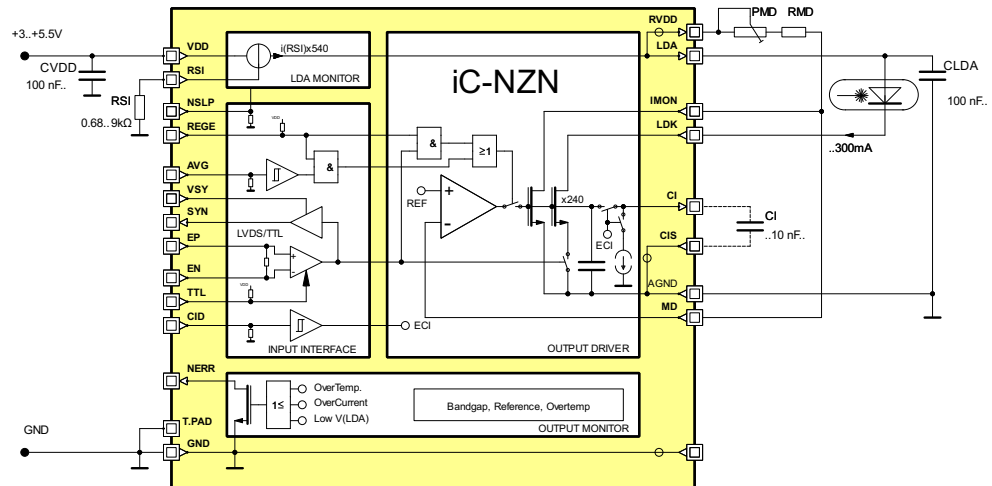 +3..+5.5V
CVDD
100 nF..
RSI
0.68..9kΩ
VDD
RSI
NSLP
REGE
AVG
VSY
SYN
EP
EN
TTL
CID
NERR
T.PAD
GND
GND
i(RSI)x540
LDA MONITOR
VDD
&
LVDS/TTL
+
-
VDD
ECI
INPUT INTERFACE
iC-NZN
&
≥1
REF
+
-
x240
ECI
OUTPUT DRIVER
1≤
OverTemp.
OverCurrent
Low V(LDA)
Bandgap, Reference, Overtemp
OUTPUT MONITOR
RVDD
LDA
IMON
LDK
CI
CIS
AGND
MD
PMD
RMD
CLDA
100 nF..
..300mA
CI
..10 nF..